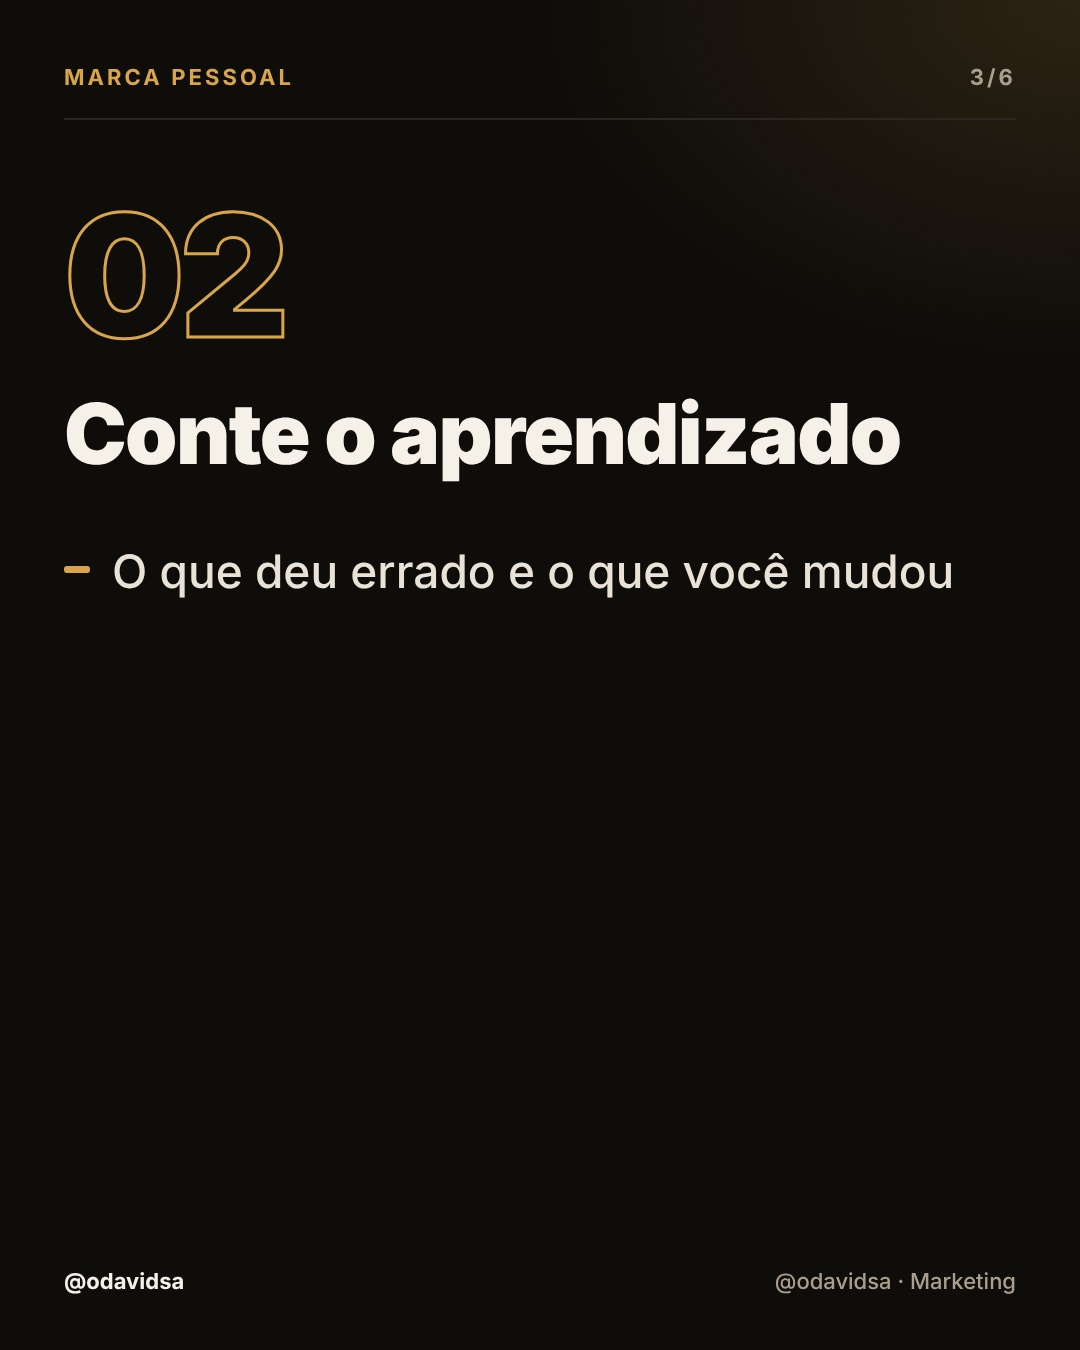 MARCA PESSOAL
3/6
02
Conte o aprendizado
O que deu errado e o que você mudou
@odavidsa
@odavidsa · Marketing